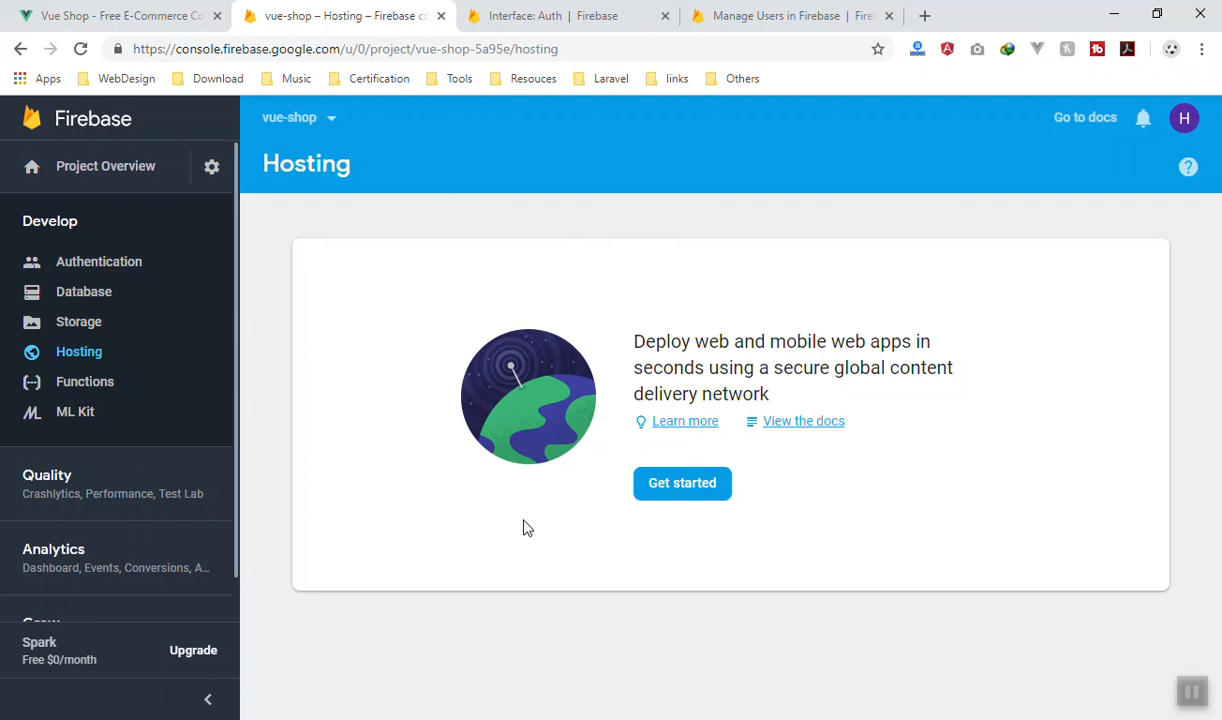 Vue Shop - Free E-Commerce Co
vue-shop – Hosting – Firebase co
Interface: Auth | Firebase
Manage Users in Firebase | Fire
https://console.firebase.google.com/u/0/project/vue-shop-5a95e/hosting
Apps
WebDesign
Download
Music
Certification
Tools
Resouces
Laravel
links
Others
Firebase
vue-shop
Go to docs
H
Project Overview
Hosting
Develop
Authentication
Database
Storage
Hosting
Functions
ML Kit
Deploy web and mobile web apps in
seconds using a secure global content
delivery network
Learn more
View the docs
Get started
Quality
Crashlytics, Performance, Test Lab
Analytics
Dashboard, Events, Conversions, A...
Grow
Spark
Free $0/month
Upgrade